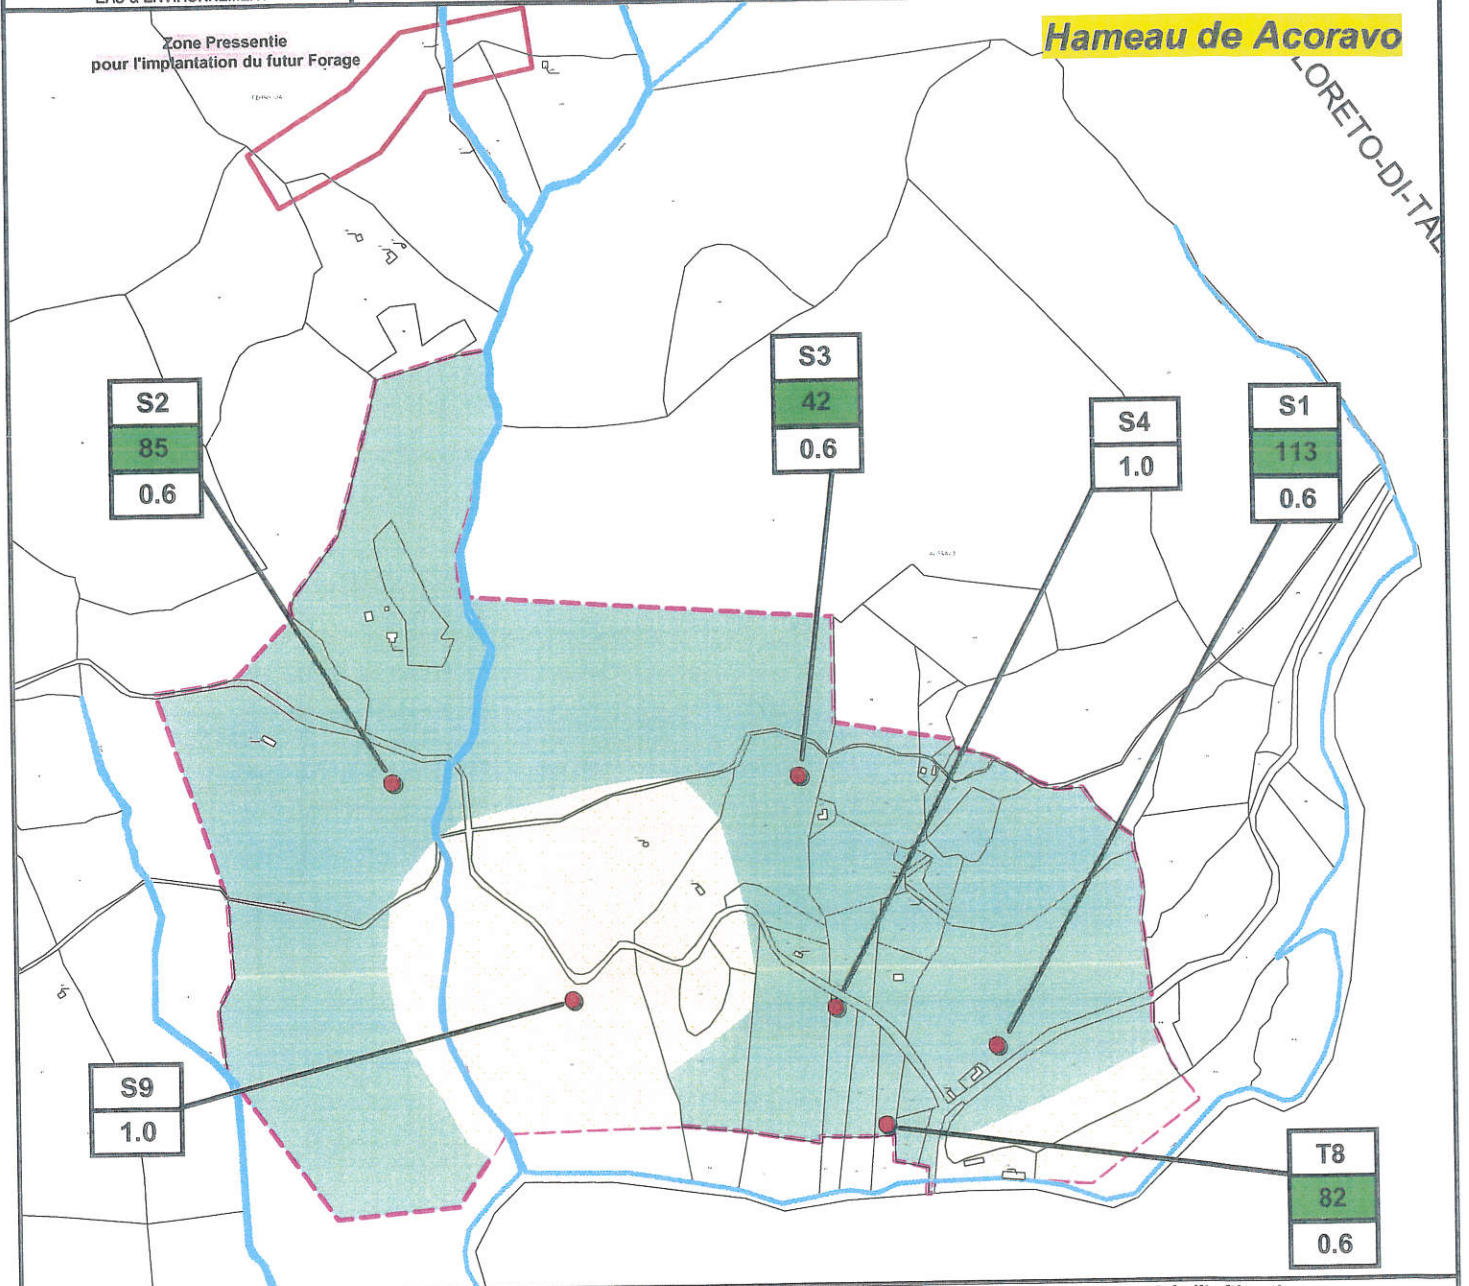 Hameau de Acoravo
Zone Pressentie
pour l'implantation du futur Forage
LORETO-DI-TAL
S2
85
0.6
S3
42
0.6
S4
1.0
S1
113
0.6
S9
1.0
T8
82
0.6